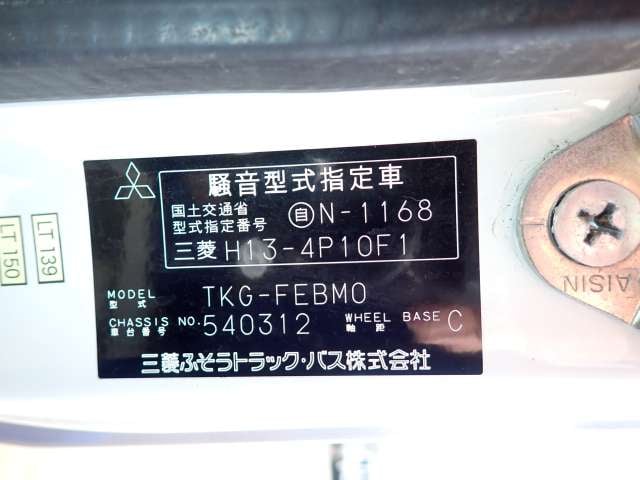 騒音型式指定車
国土交通省
型式指定番号 自N-1168
三菱 H13-4P10F1
MODEL
型式 TKG-FEBM0
CHASSIS NO.
車台番号 540312 WHEEL BASE
軸距 C
三菱ふそうトラック・バス株式会社
LT 139
LT 150
AISIN